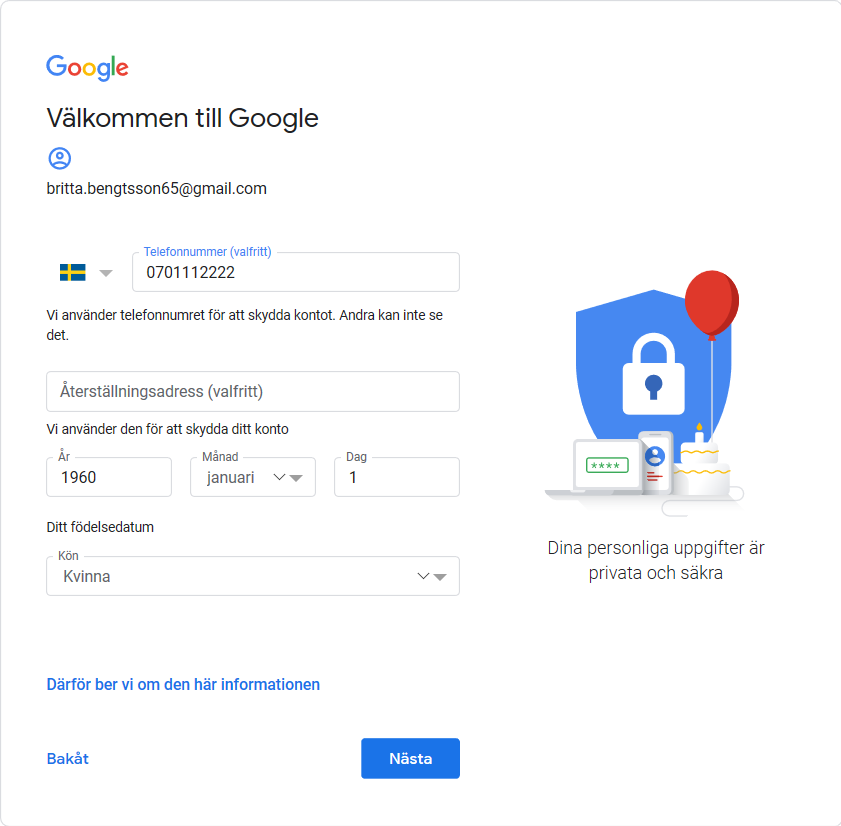 Google
Välkommen till Google
britta.bengtsson65@gmail.com
Telefonnummer (valfritt)
0701112222
Vi använder telefonnumret för att skydda kontot. Andra kan inte se
det.
Återställningsadress (valfritt)
Vi använder den för att skydda ditt konto
År Månad Dag
1960 januari 1
Ditt födelsedatum
Kön
Kvinna
Därför ber vi om den här informationen
Bakåt Nästa
****
Dina personliga uppgifter är
privata och säkra